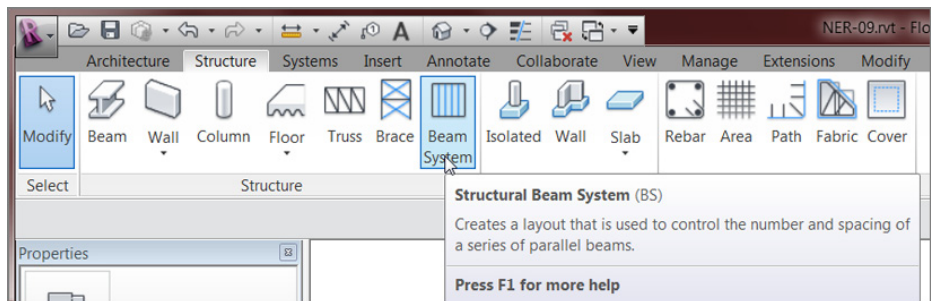 NER-09.rvt - Flo
Architecture Structure Systems Insert Annotate Collaborate View Manage Extensions Modify
Modify Beam Wall Column Floor Truss Brace Beam System Isolated Wall Slab Rebar Area Path Fabric Cover
Select Structure
Structural Beam System (BS)
Creates a layout that is used to control the number and spacing of
a series of parallel beams.
Properties
Press F1 for more help